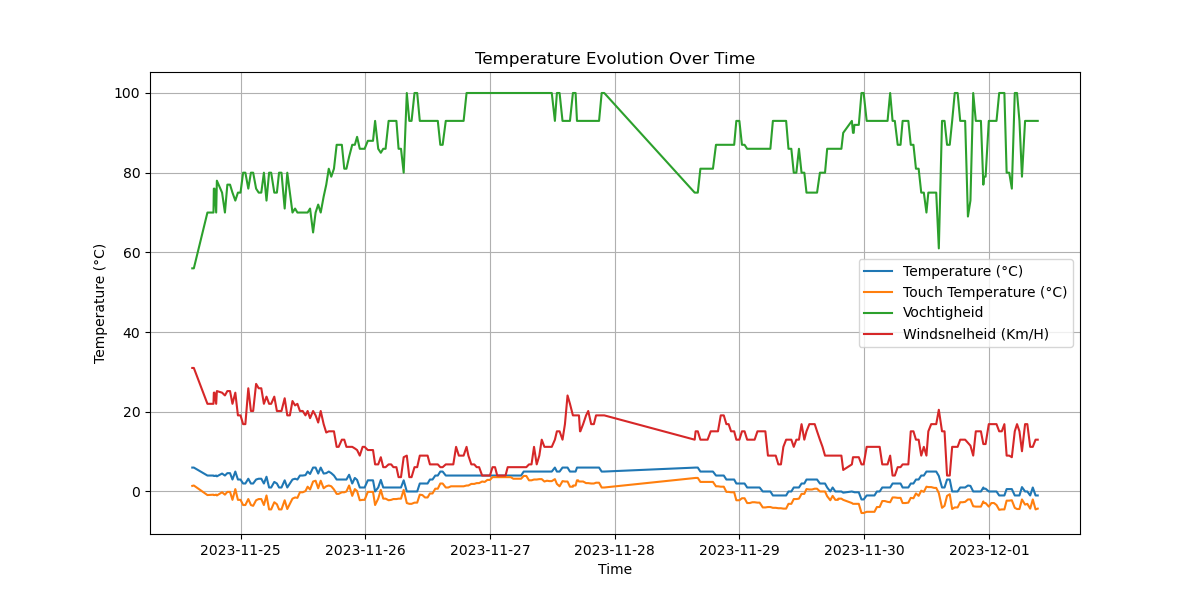 Temperature Evolution Over Time
Temperature (°C)
100
80
60
40
20
0
Temperature (°C)
Touch Temperature (°C)
Vochtigheid
Windsnelheid (Km/H)
2023-11-25 2023-11-26 2023-11-27 2023-11-28 2023-11-29 2023-11-30 2023-12-01
Time